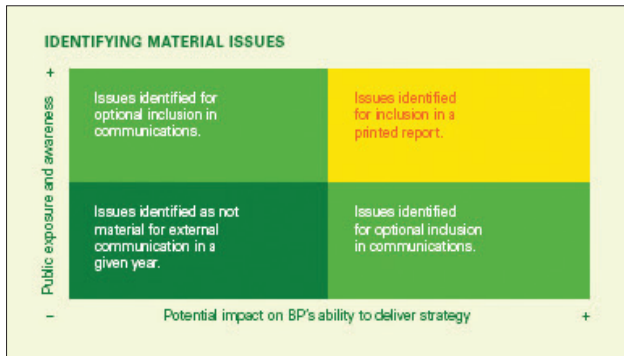 IDENTIFYING MATERIAL ISSUES
+
Public exposure and awareness
Issues identified for
optional inclusion in
communications.
Issues identified
for inclusion in a
printed report.
Issues identified as not
material for external
communication in a
given year.
Issues identified
for optional inclusion
in communications.
–
Potential impact on BP's ability to deliver strategy
+